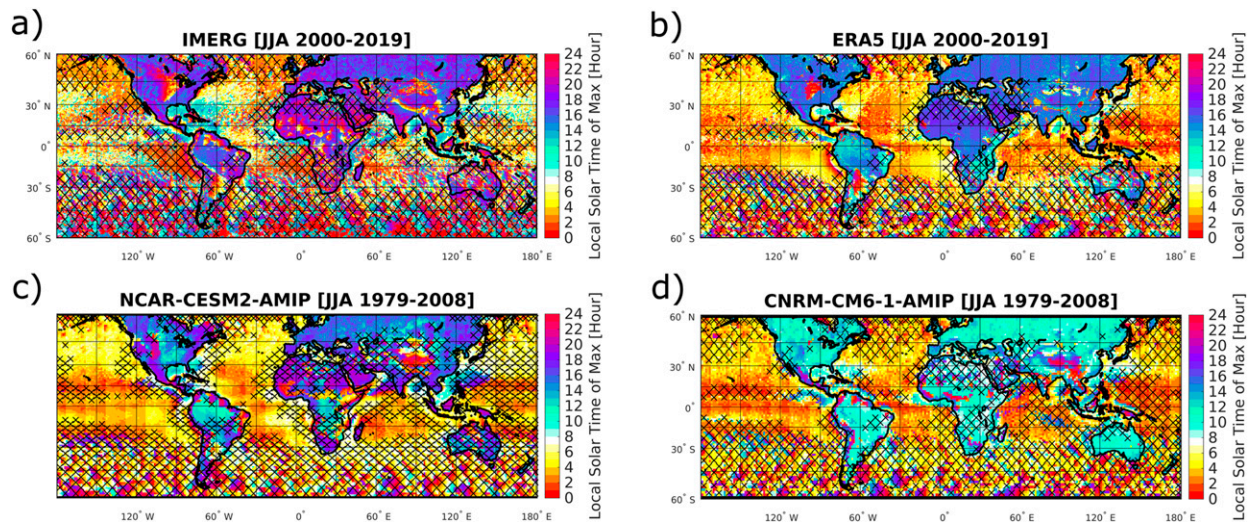 a)
IMERG [JJA 2000-2019]
60° N
30° N
0°
30° S
60° S
120° W
60° W
0°
60° E
120° E
180° E
24
22
20
18
16
14
12
10
8
6
4
2
0
Local Solar Time of Max [Hour]
b)
ERA5 [JJA 2000-2019]
60° N
30° N
0°
30° S
60° S
120° W
60° W
0°
60° E
120° E
180° E
24
22
20
18
16
14
12
10
8
6
4
2
0
Local Solar Time of Max [Hour]
c)
NCAR-CESM2-AMIP [JJA 1979-2008]
60° N
30° N
0°
30° S
60° S
120° W
60° W
0°
60° E
120° E
180° E
24
22
20
18
16
14
12
10
8
6
4
2
0
Local Solar Time of Max [Hour]
d)
CNRM-CM6-1-AMIP [JJA 1979-2008]
60° N
30° N
0°
30° S
60° S
120° W
60° W
0°
60° E
120° E
180° E
24
22
20
18
16
14
12
10
8
6
4
2
0
Local Solar Time of Max [Hour]